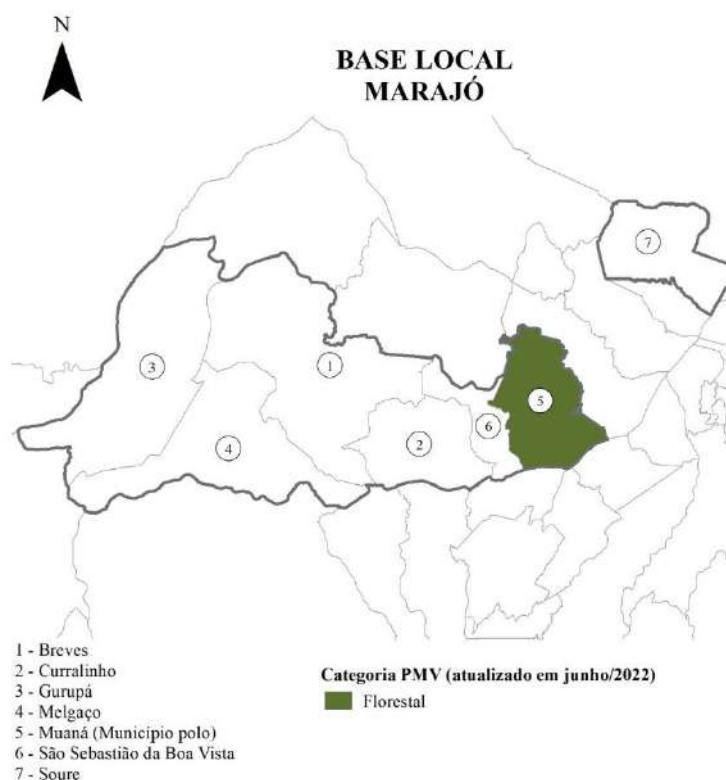 N
BASE LOCAL
MARAJÓ
7
3
1
5
6
2
4
1 - Breves
2 - Curralinho
3 - Gurupá
4 - Melgaço
5 - Muaná (Município polo)
6 - São Sebastião da Boa Vista
7 - Soure
Categoria PMV (atualizado em junho/2022)
Florestal